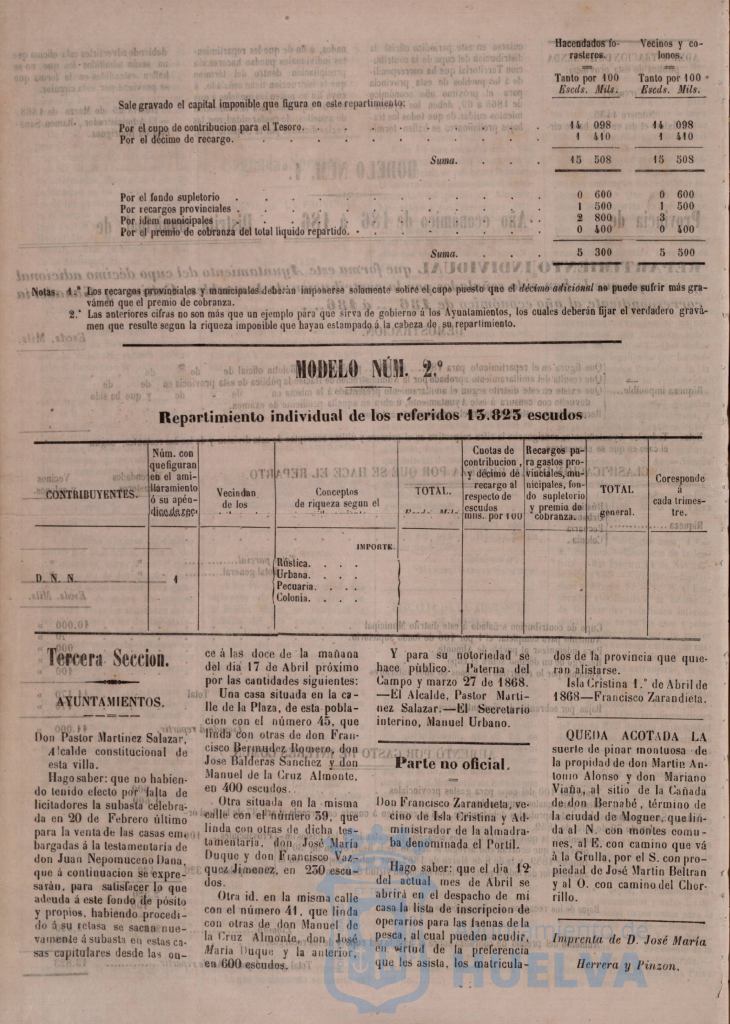 Hacendados fo-
rasteros.
Vecinos y co-
lonos.
Tanto por 100
Escds. Mils.
Tanto por 100
Escds. Mils.
Sale gravado el capital imponible que figura en este repartimiento:
Por el cupo de contribucion para el Tesoro. 14 098 14 098
Por el décimo de recargo. 1 410 1 410
Suma. 15 508 15 508
Por el fondo supletorio 0 600 0 600
Por recargos provinciales 1 500 1 500
Por idem municipales 2 800 3
Por el premio de cobranza del total liquido repartido. 0 400 0 400
Suma. 5 300 5 500
Notas. 1.ª Los recargos provinciales y municipales deberán imponerse solamente sobre el cupo puesto que el décimo adicional no puede sufrir más gra-
vámen que el premio de cobranza.
2.ª Las anteriores cifras no son más que un ejemplo para que sirva de gobierno á los Ayuntamientos, los cuales deberán fijar el verdadero gravá-
men que resulte segun la riqueza imponible que hayan estampado á la cabeza de su repartimiento.
MODELO NÚM. 2.º
Repartimiento individual de los referidos 13.823 escudos
CONTRIBUYENTES.
Núm. con
que figuran
en el ami-
llaramiento
ó su apén-
Vecindan
de los
Conceptos
de riqueza segun el
TOTAL.
Cuotas de
contribucion
y décimo de
recargo al
respecto de
escudos
mils. por 100
Recargos pa-
ra gastos pro-
vinciales, mu-
nicipales, fon-
do supletorio
y premio de
cobranza.
TOTAL
general.
Coresponde
á
cada trimes-
tre.
IMPORTE.
D. N. N. 1
Rústica.
Urbana.
Pecuaria.
Colonia.
Tercera Seccion.
AYUNTAMIENTOS.
Don Pastor Martinez Salazar,
Alcalde constitucional de
esta villa.
Hago saber: que no habien-
do tenido efecto por falta de
licitadores la subasta celebra-
da en 20 de Febrero último
para la venta de las casas em-
bargadas á la testamentaria de
don Juan Nepomuceno Dana,
que á continuacion se expre-
sarán, para satisfacer lo que
adeuda á este fondo de pósito
y propios, habiendo procedi-
do á su retasa se sacan nue-
vamente á subasta en estas ca-
sas capitulares desde las on-
ce á las doce de la mañana
del dia 17 de Abril próximo
por las cantidades siguientes:
Una casa situada en la ca-
lle de la Plaza, de esta pobla-
cion con el número 45, que
linda con otras de don Fran-
cisco Bermudez Romero, don
José Balderas Sanchez y don
Manuel de la Cruz Almonte,
en 400 escudos.
Otra situada en la misma
calle con el número 39, que
linda con otras de dicha tes-
tamentaria, don José María
Duque y don Francisco Vaz-
quez Jimenez, en 250 escu-
dos.
Otra id. en la misma calle
con el número 41, que linda
con otras de don Manuel de
la Cruz Almonte, don José
María Duque y la anterior,
en 600 escudos.
Y para su notoriedad se
hace público. Paterna del
Campo y marzo 27 de 1868.
—El Alcalde, Pastor Marti-
nez Salazar.—El Secretario
interino, Manuel Urbano.
Parte no oficial.
Don Francisco Zarandieta, ve-
cino de Isla Cristina y Ad-
ministrador de la almadra-
ba denominada el Portil.
Hago saber: que el dia 12
del actual mes de Abril se
abrirá en el despacho de mi
casa la lista de inscripcion de
operarios para las faenas de la
pesca, al cual pueden acudir,
en virtud de la preferencia
que les asista, los matricula-
dos de la provincia que quie-
ran alistarse.
Isla Cristina 1.º de Abril de
1868—Francisco Zarandieta.
QUEDA ACOTADA LA
suerte de pinar montuosa de
la propidad de don Martin An-
tonio Alonso y don Mariano
Viaña, al sitio de la Cañada
de don Bernabé, término de
la ciudad de Moguer, que lin-
da al N. con montes comu-
nes, al E. con camino que vá
á la Grulla, por el S. con pro-
piedad de José Martin Beltran
y al O. con camino del Chor-
rillo.
Imprenta de D. José María
Herrera y Pinzon.
Ayuntamiento de
HUELVA